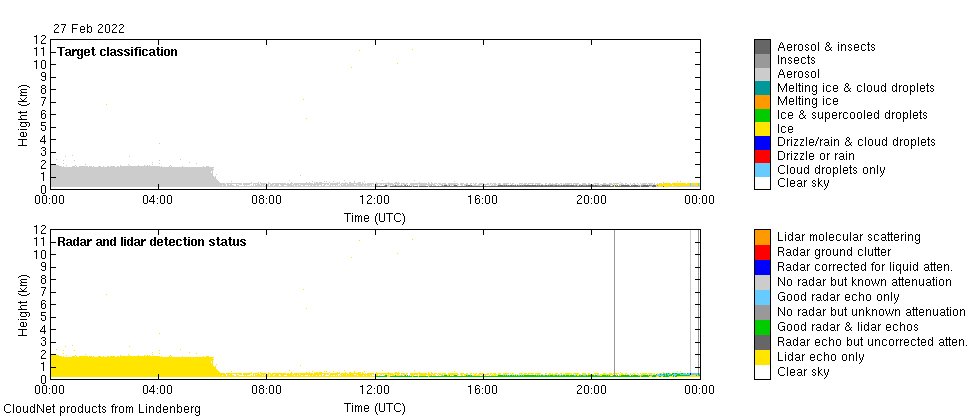 27 Feb 2022
Target classification
Height (km)
12
11
10
9
8
7
6
5
4
3
2
1
0
00:00 04:00 08:00 12:00 16:00 20:00 00:00
Time (UTC)
Aerosol & insects
Insects
Aerosol
Melting ice & cloud droplets
Melting ice
Ice & supercooled droplets
Ice
Drizzle/rain & cloud droplets
Drizzle or rain
Cloud droplets only
Clear sky
Radar and lidar detection status
Height (km)
12
11
10
9
8
7
6
5
4
3
2
1
0
00:00 04:00 08:00 12:00 16:00 20:00 00:00
Time (UTC)
Lidar molecular scattering
Radar ground clutter
Radar corrected for liquid atten.
No radar but known attenuation
Good radar echo only
No radar but unknown attenuation
Good radar & lidar echos
Radar echo but uncorrected atten.
Lidar echo only
Clear sky
CloudNet products from Lindenberg